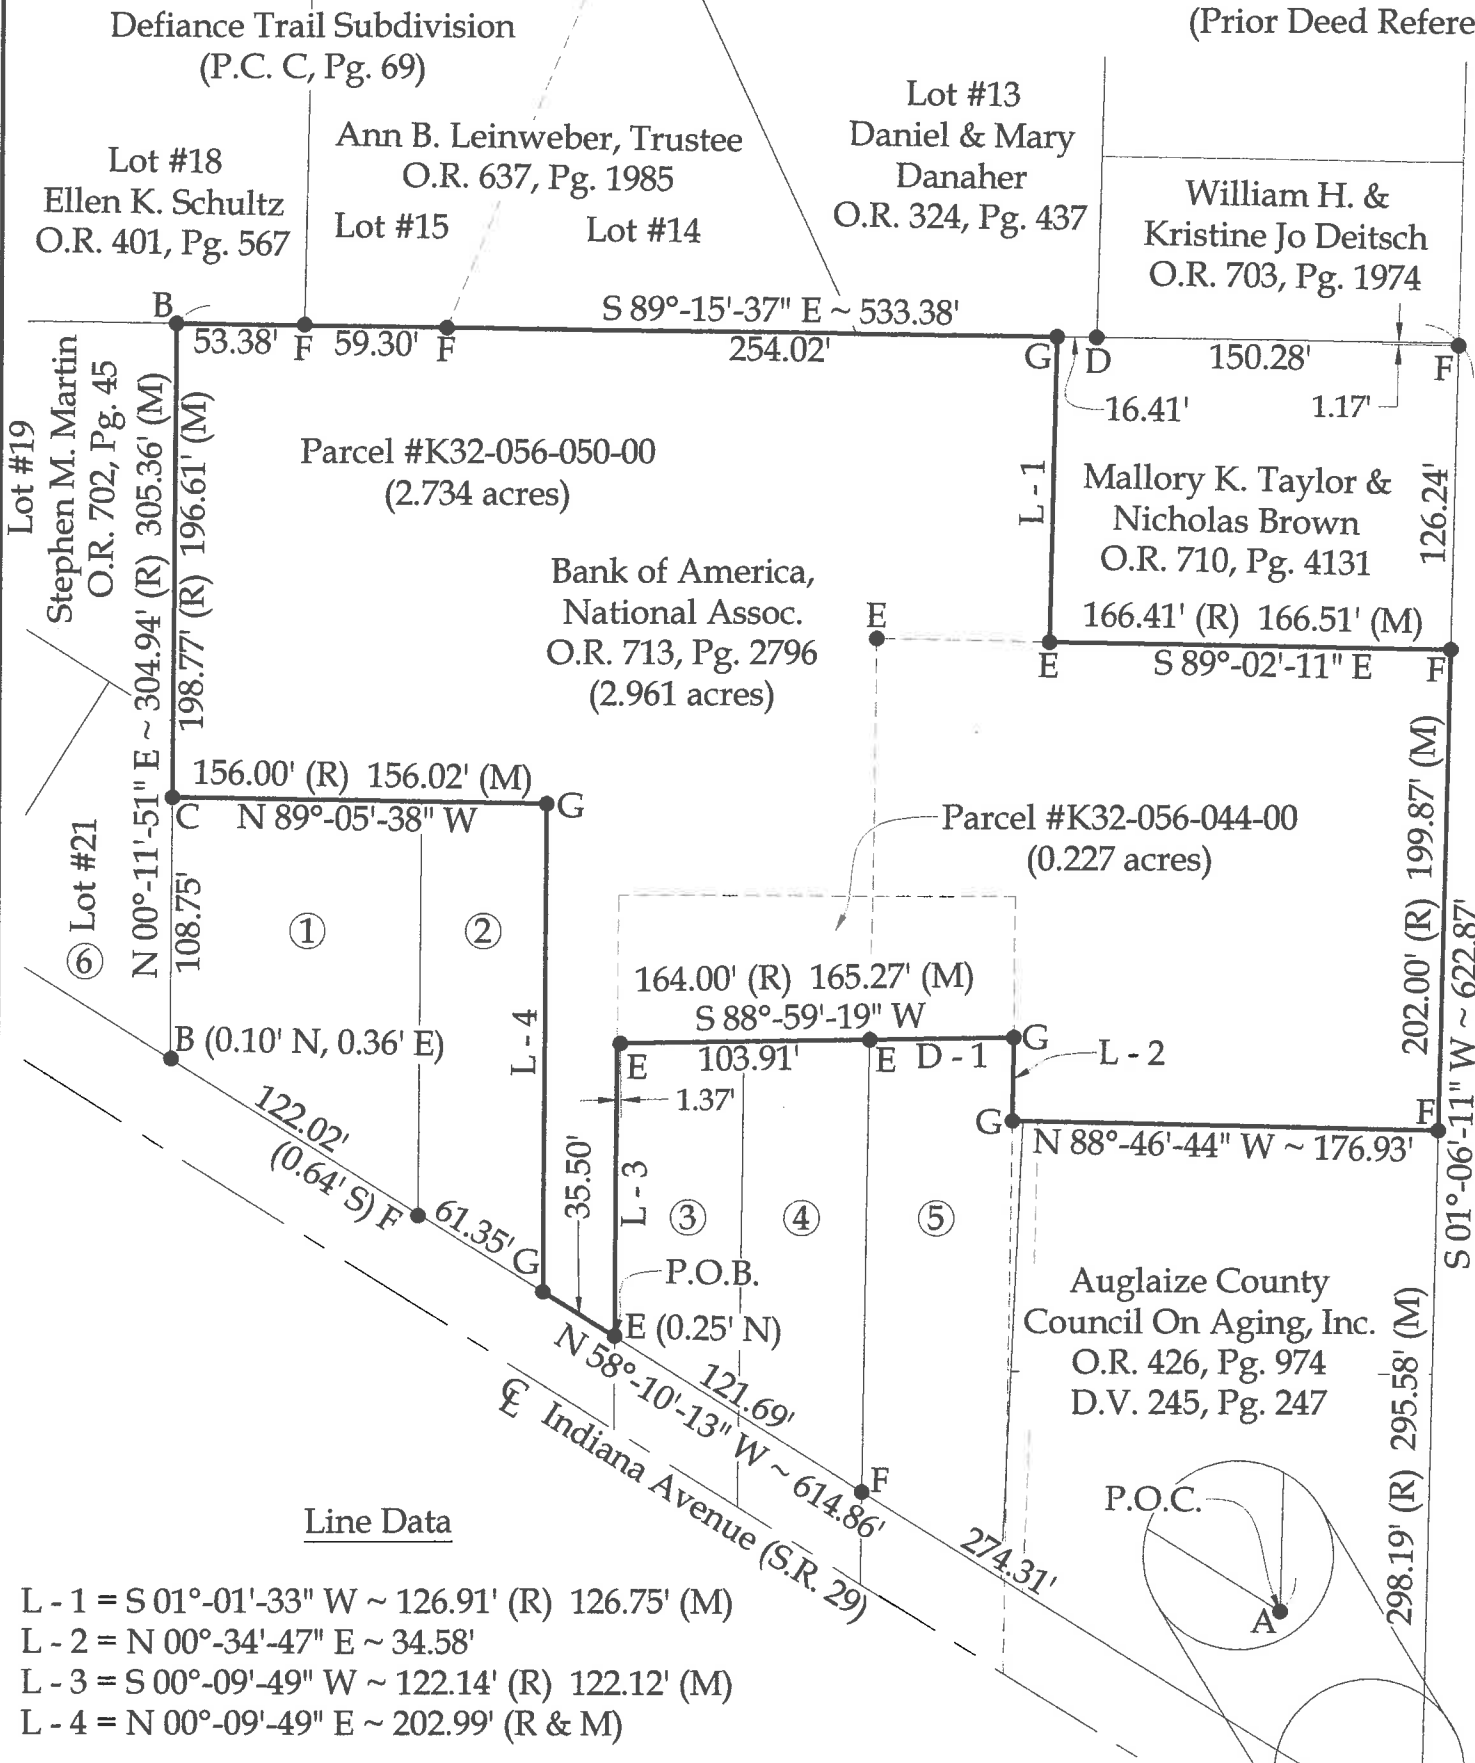 Defiance Trail Subdivision
(P.C. C, Pg. 69)
(Prior Deed Refere
Lot #18
Ellen K. Schultz
O.R. 401, Pg. 567
Ann B. Leinweber, Trustee
O.R. 637, Pg. 1985
Lot #15
Lot #14
Lot #13
Daniel & Mary
Danaher
O.R. 324, Pg. 437
William H. &
Kristine Jo Deitsch
O.R. 703, Pg. 1974
B
S 89°-15'-37" E ~ 533.38'
53.38'
F
59.30'
F
254.02'
G
D
150.28'
F
16.41'
1.17'
Lot #19
Stephen M. Martin
O.R. 702, Pg. 45
N 00°-11'-51" E ~ 304.94' (R) 305.36' (M)
198.77' (R) 196.61' (M)
Parcel #K32-056-050-00
(2.734 acres)
L - 1
Mallory K. Taylor &
Nicholas Brown
O.R. 710, Pg. 4131
126.24'
Bank of America,
National Assoc.
O.R. 713, Pg. 2796
(2.961 acres)
E
166.41' (R) 166.51' (M)
E
S 89°-02'-11" E
F
156.00' (R) 156.02' (M)
C
N 89°-05'-38" W
G
Parcel #K32-056-044-00
(0.227 acres)
202.00' (R) 199.87' (M)
S 01°-06'-11" W ~ 622.87'
6 Lot #21
108.75'
1
2
164.00' (R) 165.27' (M)
S 88°-59'-19" W
B (0.10' N, 0.36' E)
L - 4
E
103.91'
E
D - 1
G
L - 2
1.37'
G
N 88°-46'-44" W ~ 176.93'
F
122.02'
(0.64' S) F
61.35'
G
35.50'
L - 3
3
4
5
P.O.B.
E (0.25' N)
Auglaize County
Council On Aging, Inc.
O.R. 426, Pg. 974
D.V. 245, Pg. 247
298.19' (R) 295.58' (M)
N 58°-10'-13" W ~ 614.86'
121.69'
F
℄ Indiana Avenue (S.R. 29)
274.31'
P.O.C.
A
Line Data
L - 1 = S 01°-01'-33" W ~ 126.91' (R) 126.75' (M)
L - 2 = N 00°-34'-47" E ~ 34.58'
L - 3 = S 00°-09'-49" W ~ 122.14' (R) 122.12' (M)
L - 4 = N 00°-09'-49" E ~ 202.99' (R & M)